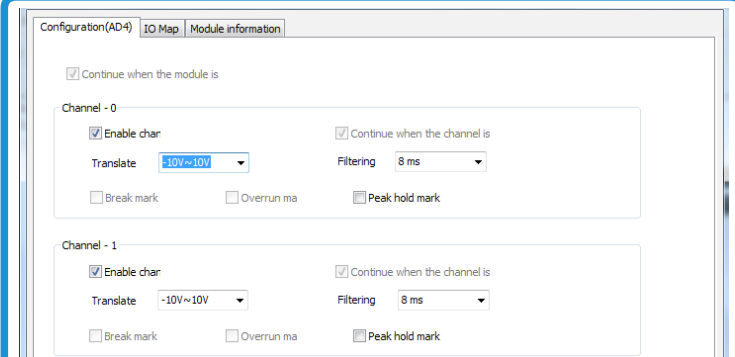 Configuration(AD4) IO Map Module information
Continue when the module is
Channel - 0
Enable char Continue when the channel is
Translate -10V~10V Filtering 8 ms
Break mark Overrun ma Peak hold mark
Channel - 1
Enable char Continue when the channel is
Translate -10V~10V Filtering 8 ms
Break mark Overrun ma Peak hold mark